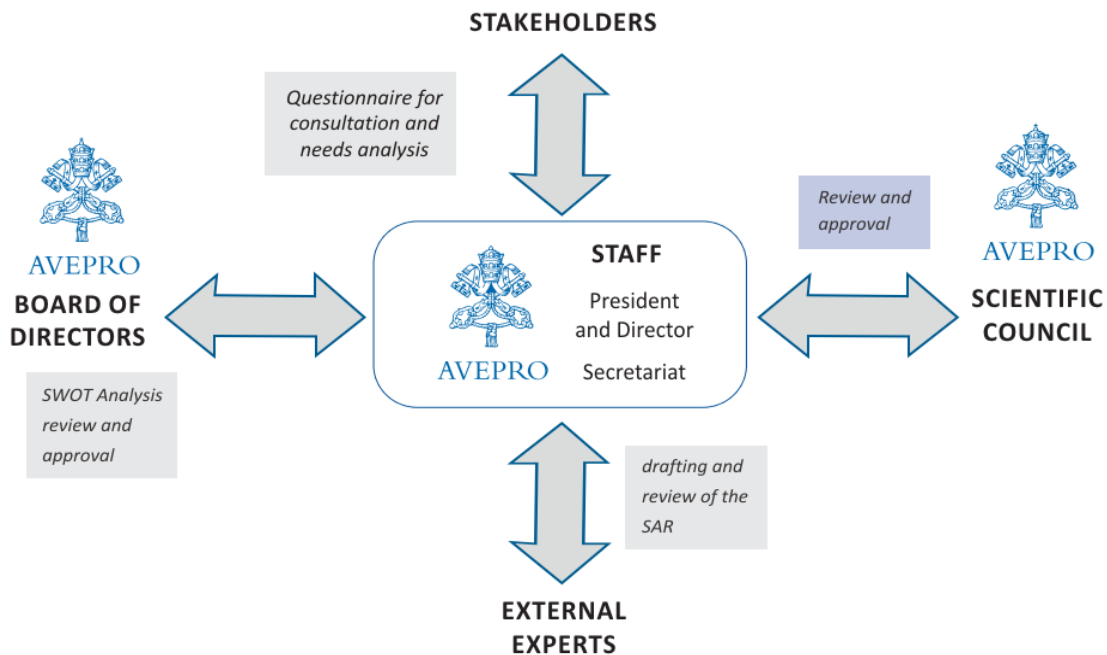 STAKEHOLDERS
Questionnaire for
consultation and
needs analysis
AVEPRO
BOARD OF
DIRECTORS
SWOT Analysis
review and
approval
AVEPRO
STAFF
President
and Director
Secretariat
Review and
approval
AVEPRO
SCIENTIFIC
COUNCIL
drafting and
review of the
SAR
EXTERNAL
EXPERTS